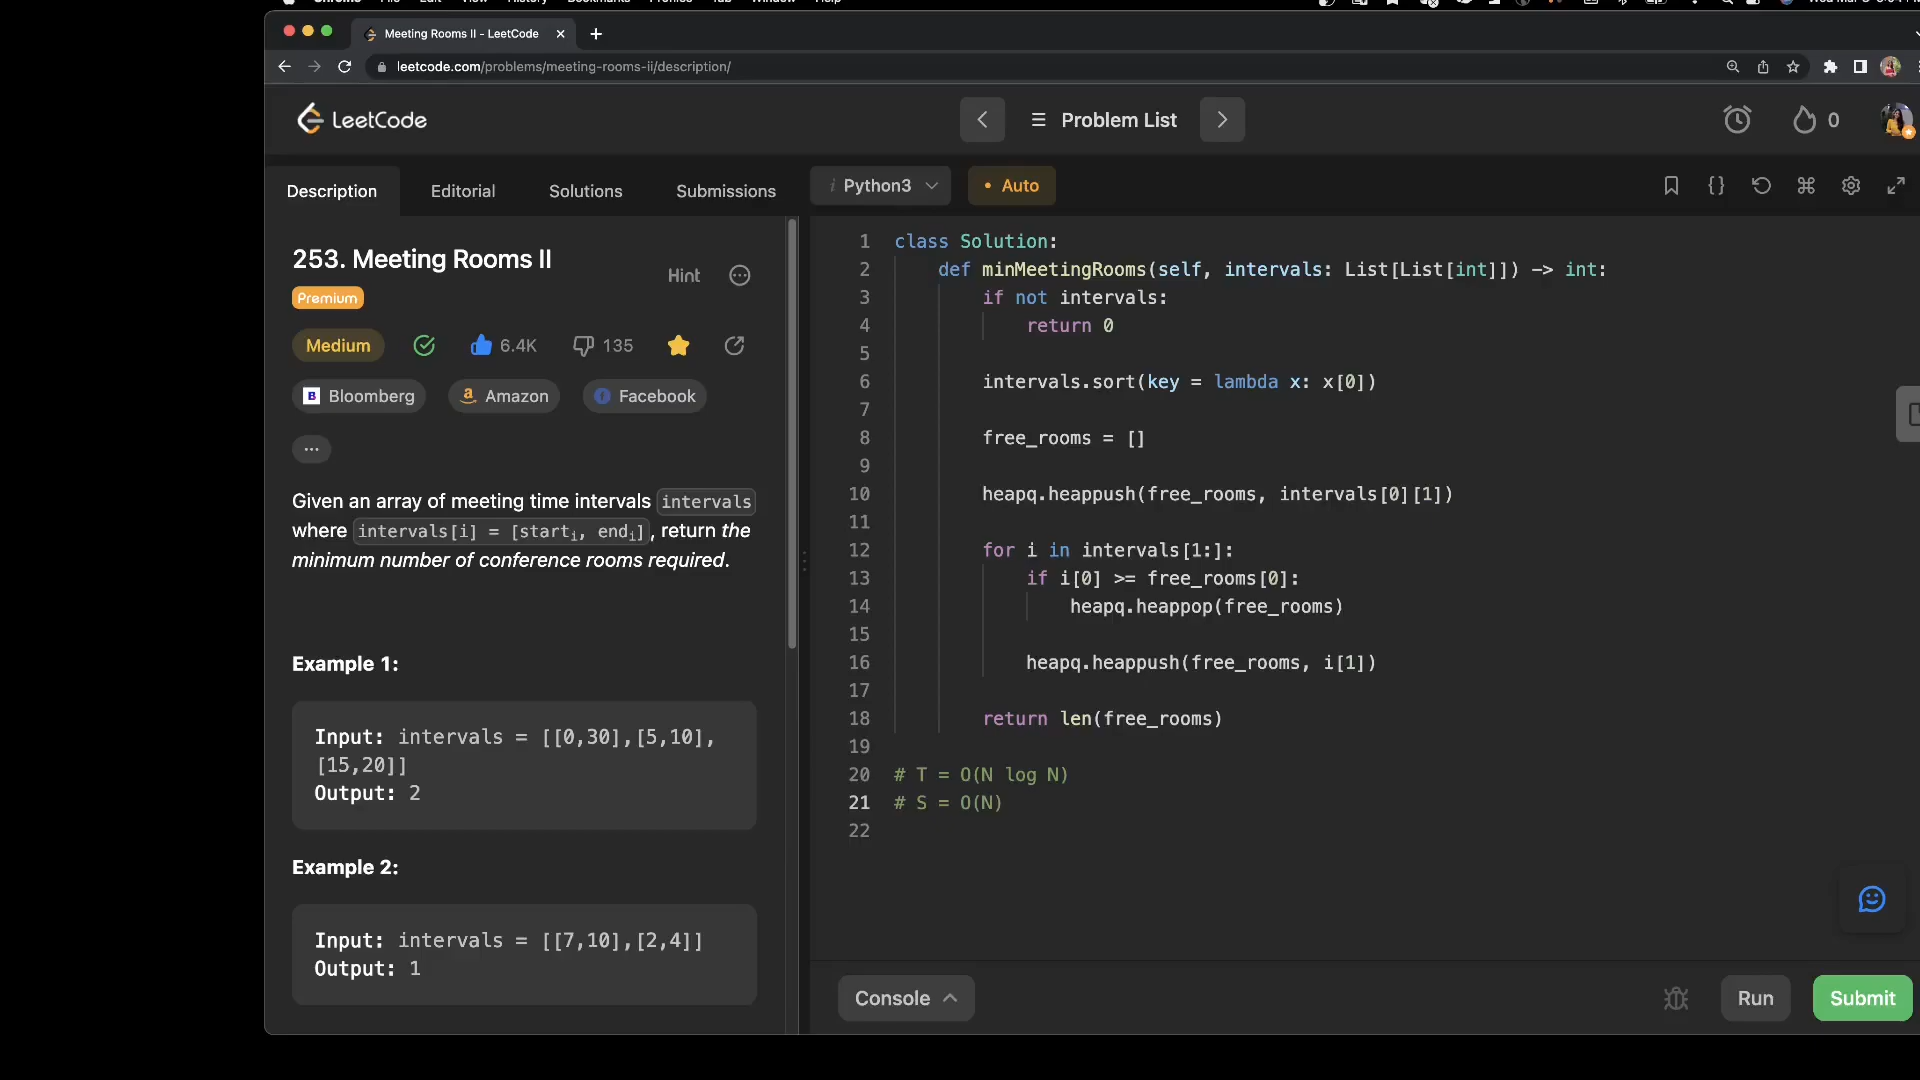 Meeting Rooms II - LeetCode
leetcode.com/problems/meeting-rooms-ii/description/
LeetCode
Problem List
0
Description Editorial Solutions Submissions
Python3
Auto
253. Meeting Rooms II
Hint
Premium
Medium 6.4K 135
Bloomberg Amazon Facebook
...
Given an array of meeting time intervals intervals
where intervals[i] = [starti, endi], return the
minimum number of conference rooms required.
Example 1:
Input: intervals = [[0,30],[5,10],
[15,20]]
Output: 2
Example 2:
Input: intervals = [[7,10],[2,4]]
Output: 1
1 class Solution:
2 def minMeetingRooms(self, intervals: List[List[int]]) -> int:
3 if not intervals:
4 return 0
5
6 intervals.sort(key = lambda x: x[0])
7
8 free_rooms = []
9
10 heapq.heappush(free_rooms, intervals[0][1])
11
12 for i in intervals[1:]:
13 if i[0] >= free_rooms[0]:
14 heapq.heappop(free_rooms)
15
16 heapq.heappush(free_rooms, i[1])
17
18 return len(free_rooms)
19
20 # T = O(N log N)
21 # S = O(N)
22
Console
Run
Submit